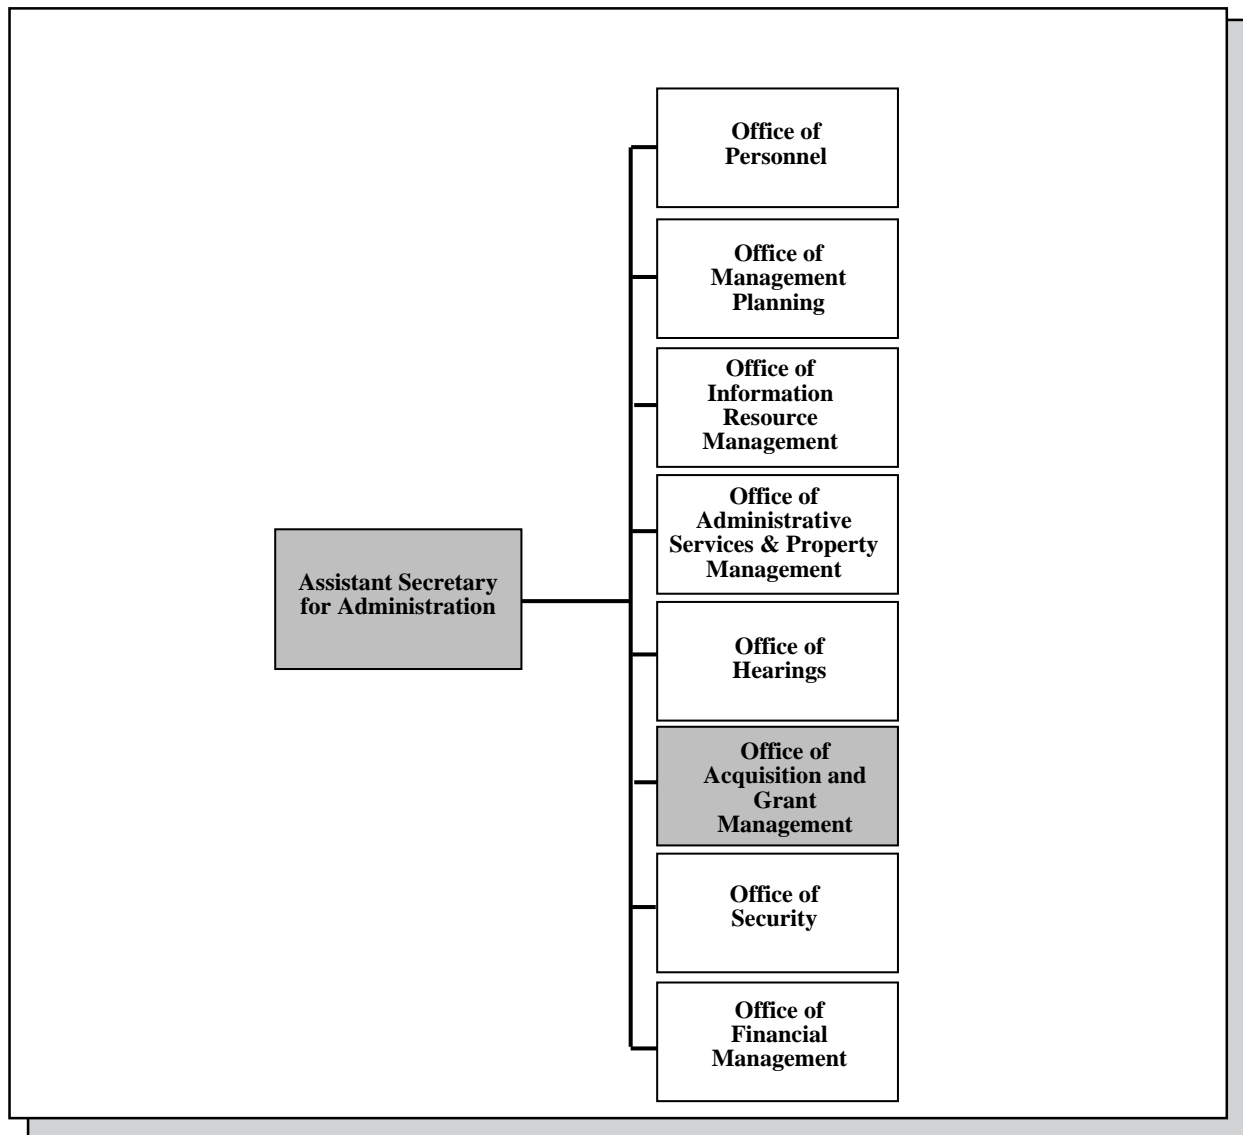 Office of
Personnel
Office of
Management
Planning
Office of
Information
Resource
Management
Office of
Administrative
Services & Property
Management
Assistant Secretary
for Administration
Office of
Hearings
Office of
Acquisition and
Grant
Management
Office of
Security
Office of
Financial
Management